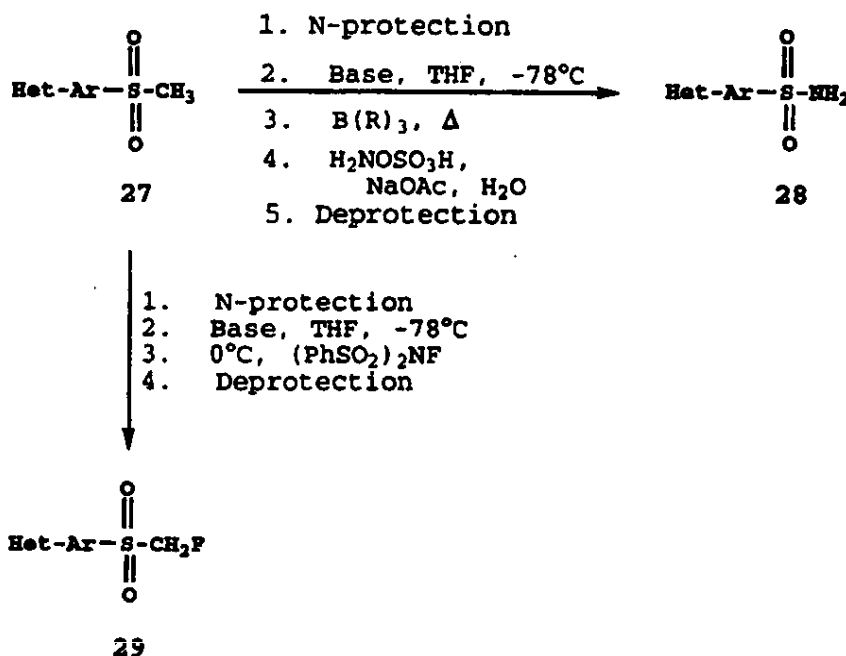 1. N-protection
2. Base, THF, -78°C
3. B(R)3, Δ
4. H2NOSO3H,
NaOAc, H2O
5. Deprotection
O
Het-Ar-S-CH3
O
27
O
Het-Ar-S-NH2
O
28
1. N-protection
2. Base, THF, -78°C
3. 0°C, (PhSO2)2NF
4. Deprotection
O
Het-Ar-S-CH2F
O
29